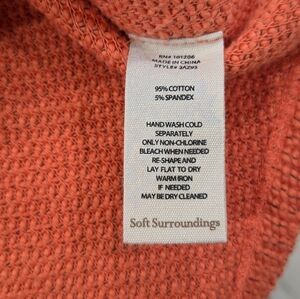 RN# 101206
MADE IN CHINA
STYLE# 3AZ93
95% COTTON
5% SPANDEX
HAND WASH COLD
SEPARATELY
ONLY NON-CHLORINE
BLEACH WHEN NEEDED
RE-SHAPE AND
LAY FLAT TO DRY
WARM IRON
IF NEEDED
MAY BE DRY CLEANED
Soft Surroundings